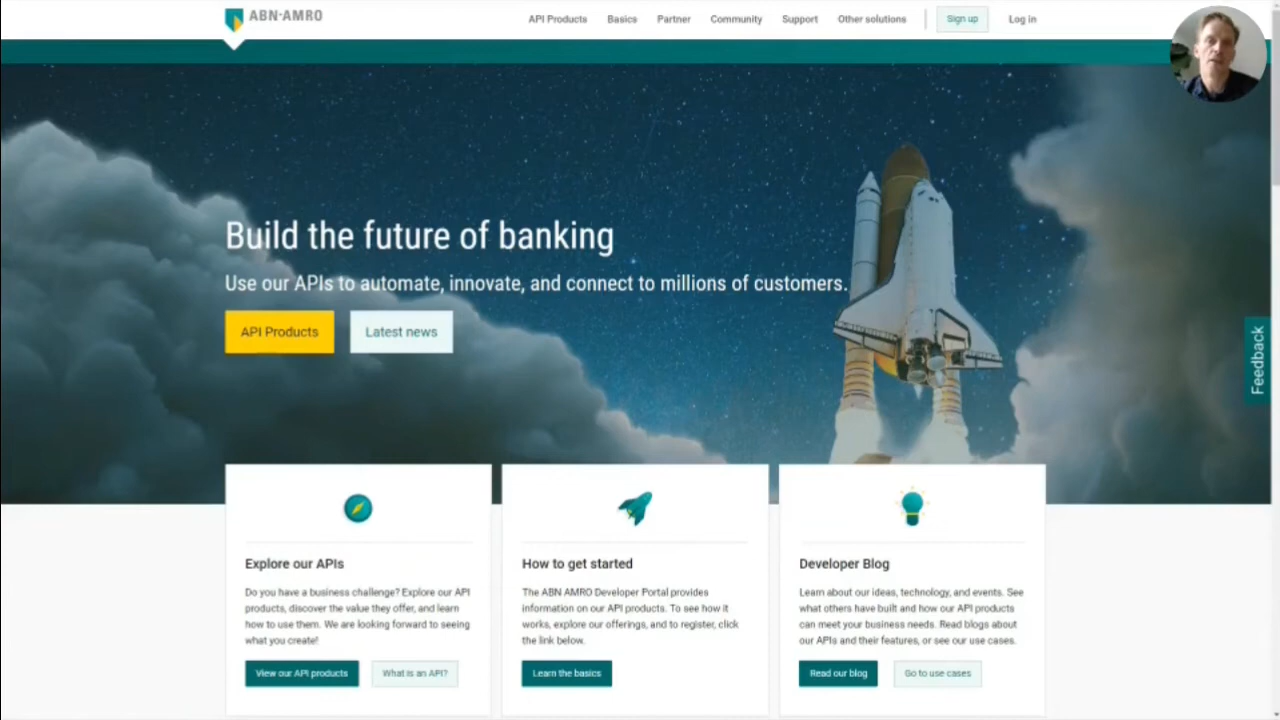 ABN·AMRO
API Products
Basics
Partner
Community
Support
Other solutions
Sign up
Log in
Build the future of banking
Use our APIs to automate, innovate, and connect to millions of customers.
API Products
Latest news
Feedback
Explore our APIs
Do you have a business challenge? Explore our API
products, discover the value they offer, and learn
how to use them. We are looking forward to seeing
what you create!
View our API products
What is an API?
How to get started
The ABN AMRO Developer Portal provides
information on our API products. To see how it
works, explore our offerings, and to register, click
the link below.
Learn the basics
Developer Blog
Learn about our ideas, technology, and events. See
what others have built and how our API products
can meet your business needs. Read blogs about
our APIs and their features, or see our use cases.
Read our blog
Go to use cases